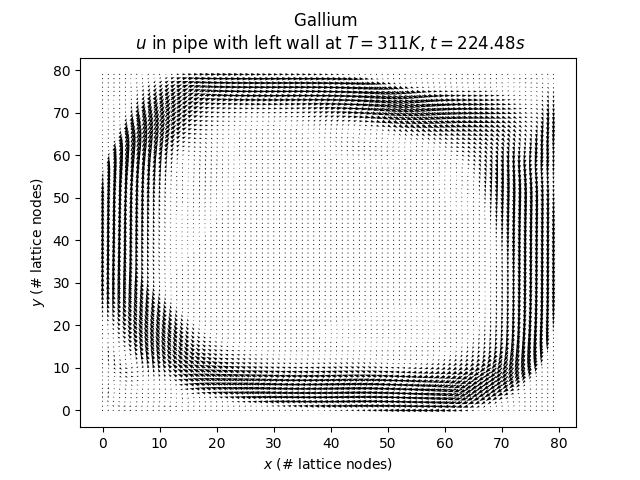 Gallium
u in pipe with left wall at T = 311K, t = 224.48s
80
70
60
50
40
30
20
10
0
y (# lattice nodes)
0 10 20 30 40 50 60 70 80
x (# lattice nodes)